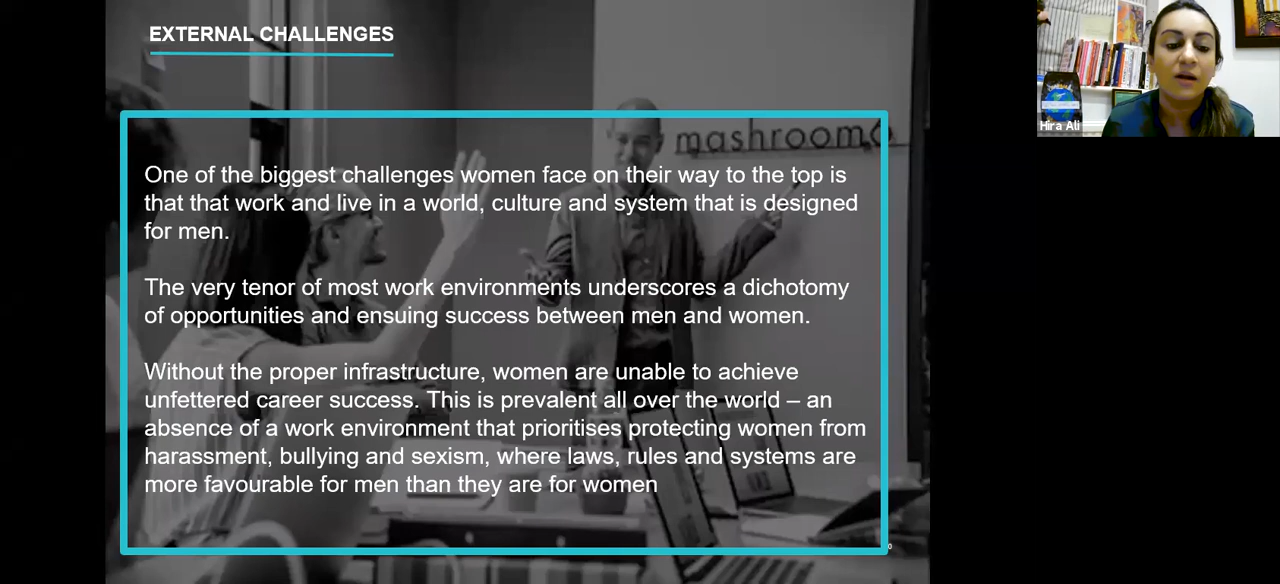 EXTERNAL CHALLENGES
mashroom
One of the biggest challenges women face on their way to the top is
that that work and live in a world, culture and system that is designed
for men.
The very tenor of most work environments underscores a dichotomy
of opportunities and ensuing success between men and women.
Without the proper infrastructure, women are unable to achieve
unfettered career success. This is prevalent all over the world – an
absence of a work environment that prioritises protecting women from
harassment, bullying and sexism, where laws, rules and systems are
more favourable for men than they are for women
Hira Ali